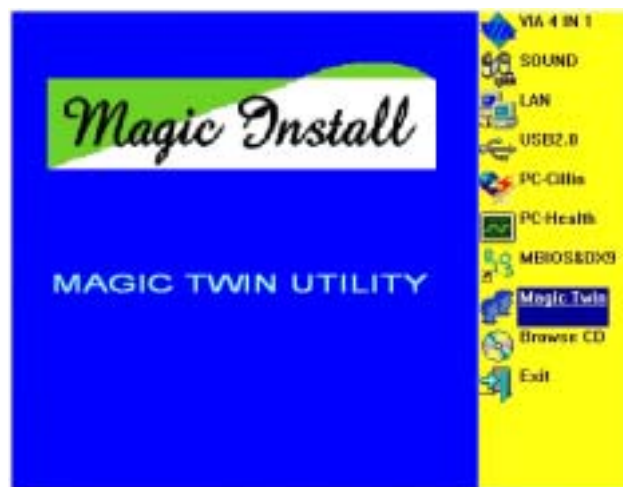 Magic Install
MAGIC TWIN UTILITY
VIA 4 IN 1
SOUND
LAN
USB2.0
PC-Cillin
PC-Health
MBIOS&DX9
Magic Twin
Browse CD
Exit